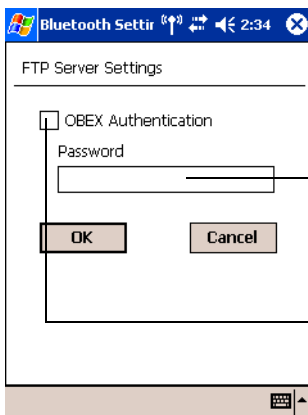 Bluetooth Settir 2:34
FTP Server Settings
OBEX Authentication
Password
OK Cancel